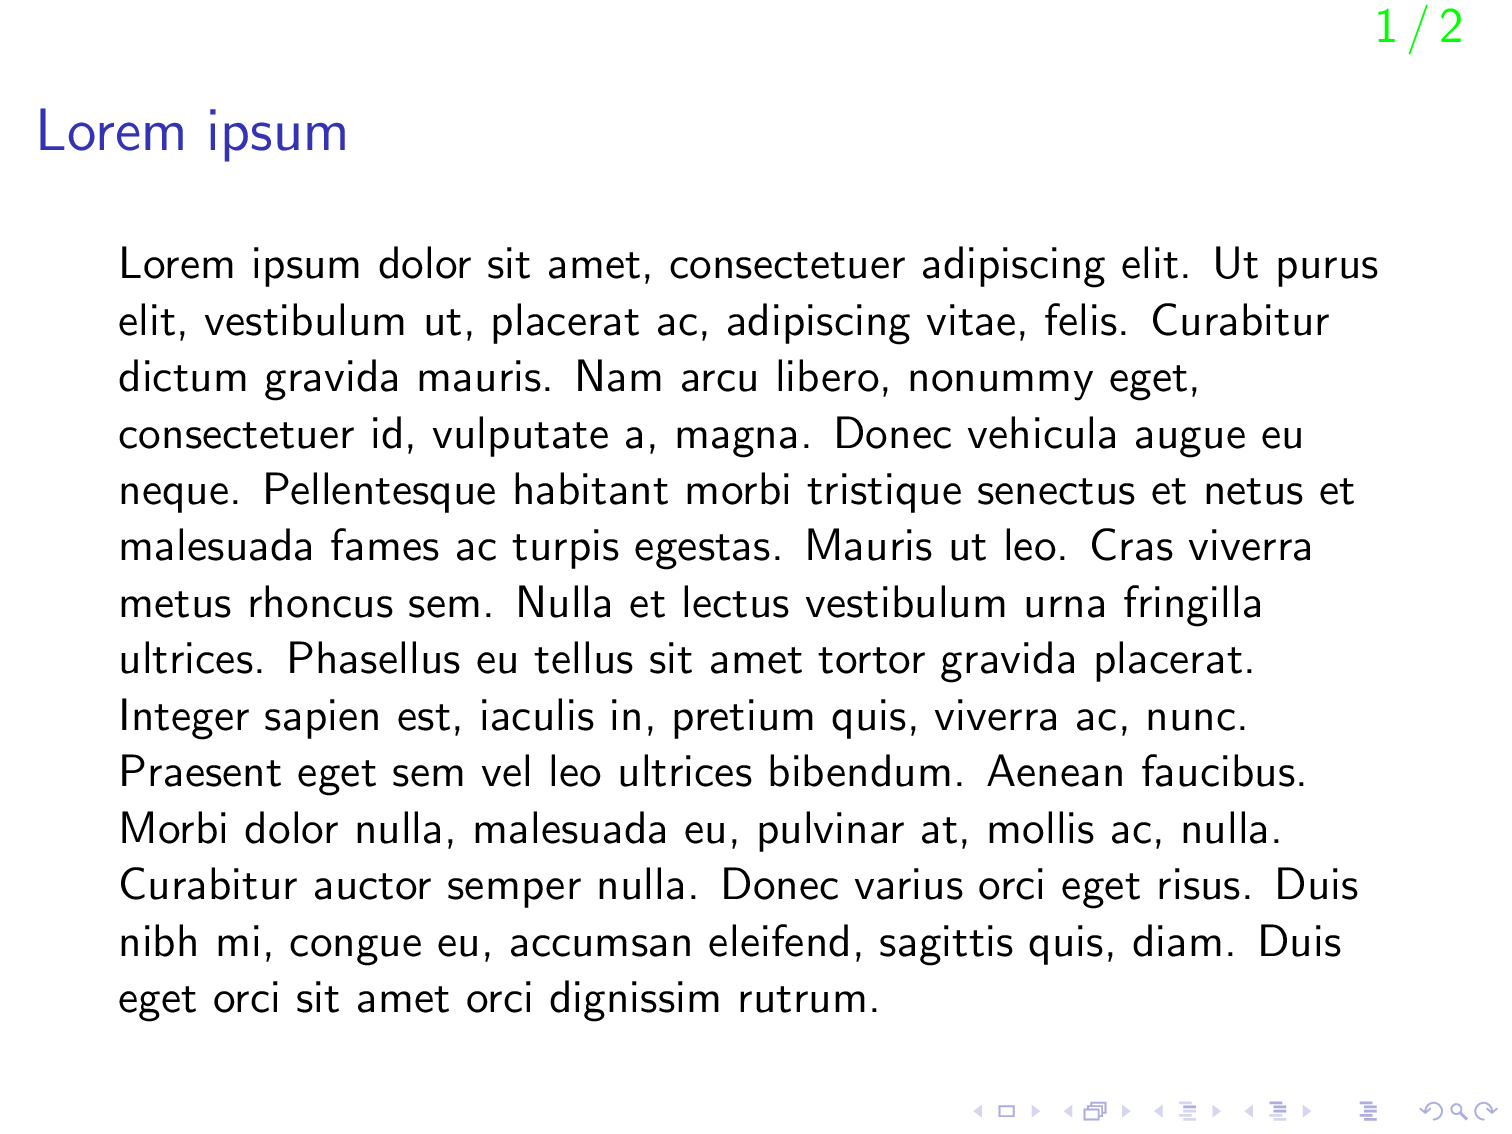 1 / 2
Lorem ipsum
Lorem ipsum dolor sit amet, consectetuer adipiscing elit. Ut purus
elit, vestibulum ut, placerat ac, adipiscing vitae, felis. Curabitur
dictum gravida mauris. Nam arcu libero, nonummy eget,
consectetuer id, vulputate a, magna. Donec vehicula augue eu
neque. Pellentesque habitant morbi tristique senectus et netus et
malesuada fames ac turpis egestas. Mauris ut leo. Cras viverra
metus rhoncus sem. Nulla et lectus vestibulum urna fringilla
ultrices. Phasellus eu tellus sit amet tortor gravida placerat.
Integer sapien est, iaculis in, pretium quis, viverra ac, nunc.
Praesent eget sem vel leo ultrices bibendum. Aenean faucibus.
Morbi dolor nulla, malesuada eu, pulvinar at, mollis ac, nulla.
Curabitur auctor semper nulla. Donec varius orci eget risus. Duis
nibh mi, congue eu, accumsan eleifend, sagittis quis, diam. Duis
eget orci sit amet orci dignissim rutrum.